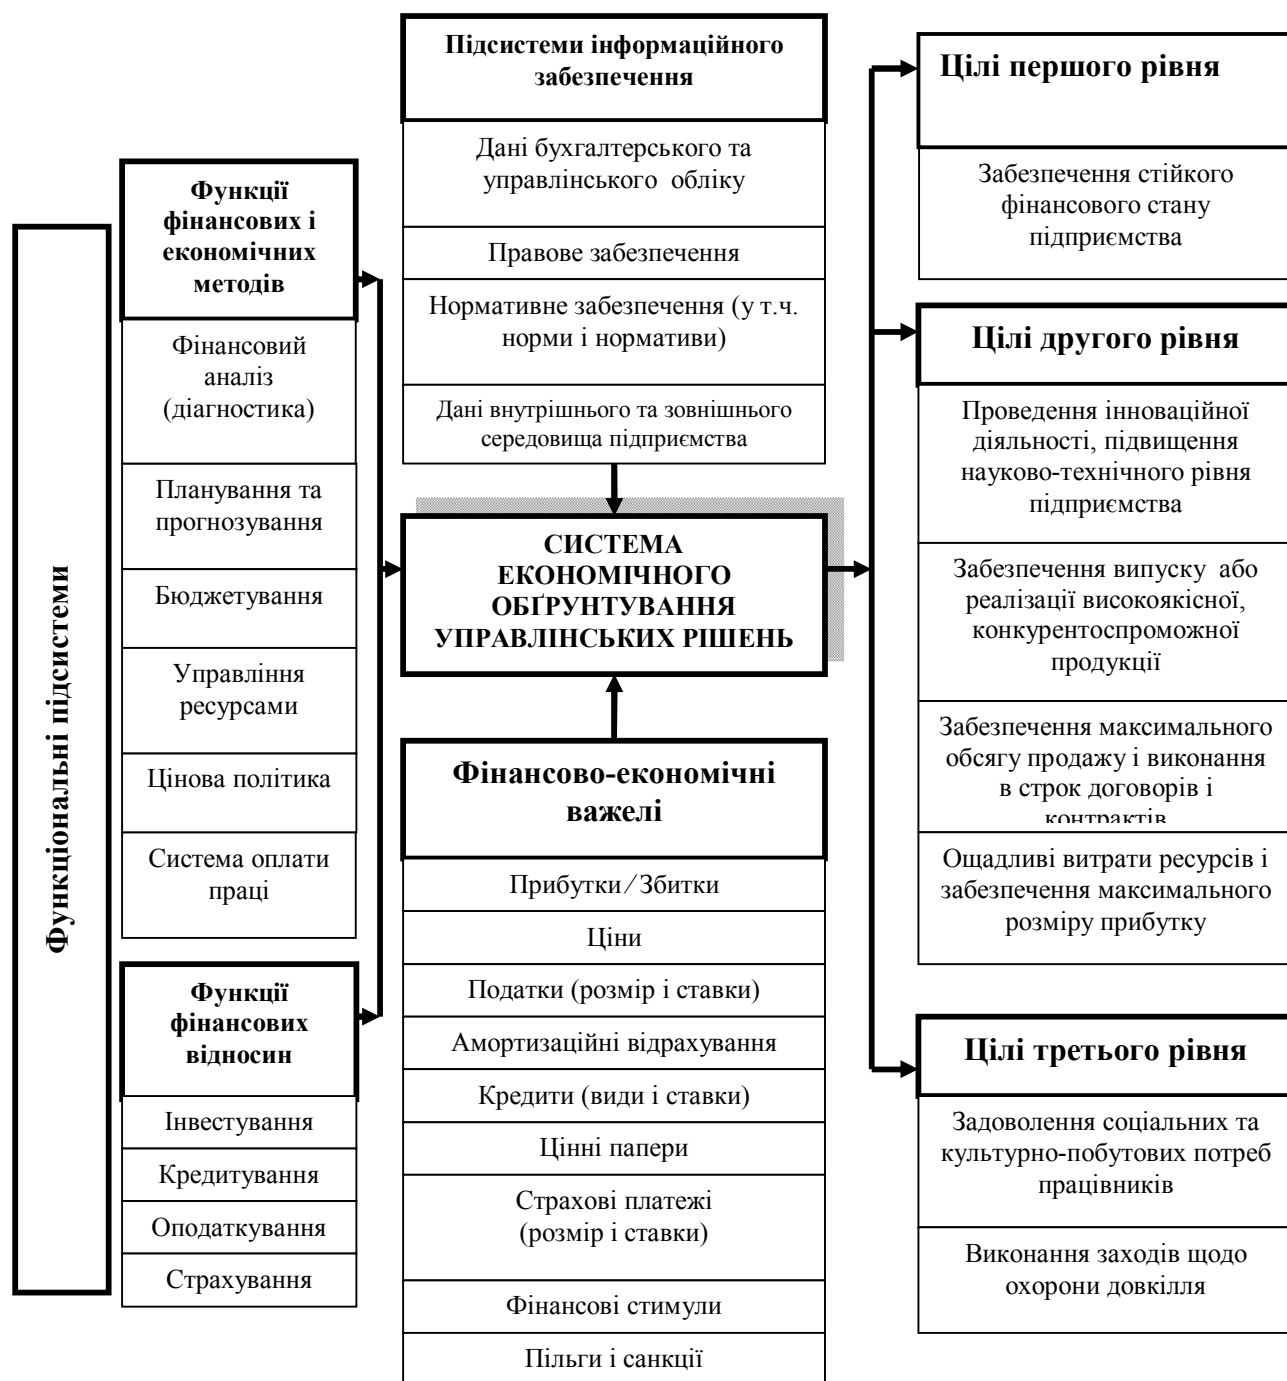 Функціональні підсистеми
Функції
фінансових і
економічних
методів
Фінансовий
аналіз
(діагностика)
Планування та
прогнозування
Бюджетування
Управління
ресурсами
Цінова політика
Система оплати
праці
Функції
фінансових
відносин
Інвестування
Кредитування
Оподаткування
Страхування
Підсистеми інформаційного
забезпечення
Дані бухгалтерського та
управлінського обліку
Правове забезпечення
Нормативне забезпечення (у т.ч.
норми і нормативи)
Дані внутрішнього та зовнішнього
середовища підприємства
СИСТЕМА
ЕКОНОМІЧНОГО
ОБҐРУНТУВАННЯ
УПРАВЛІНСЬКИХ РІШЕНЬ
Фінансово-економічні
важелі
Прибутки/Збитки
Ціни
Податки (розмір і ставки)
Амортизаційні відрахування
Кредити (види і ставки)
Цінні папери
Страхові платежі
(розмір і ставки)
Фінансові стимули
Пільги і санкції
Цілі першого рівня
Забезпечення стійкого
фінансового стану
підприємства
Цілі другого рівня
Проведення інноваційної
діяльності, підвищення
науково-технічного рівня
підприємства
Забезпечення випуску або
реалізації високоякісної,
конкурентоспроможної
продукції
Забезпечення максимального
обсягу продажу і виконання
в строк договорів і
контрактів
Ощадливі витрати ресурсів і
забезпечення максимального
розміру прибутку
Цілі третього рівня
Задоволення соціальних та
культурно-побутових потреб
працівників
Виконання заходів щодо
охорони довкілля